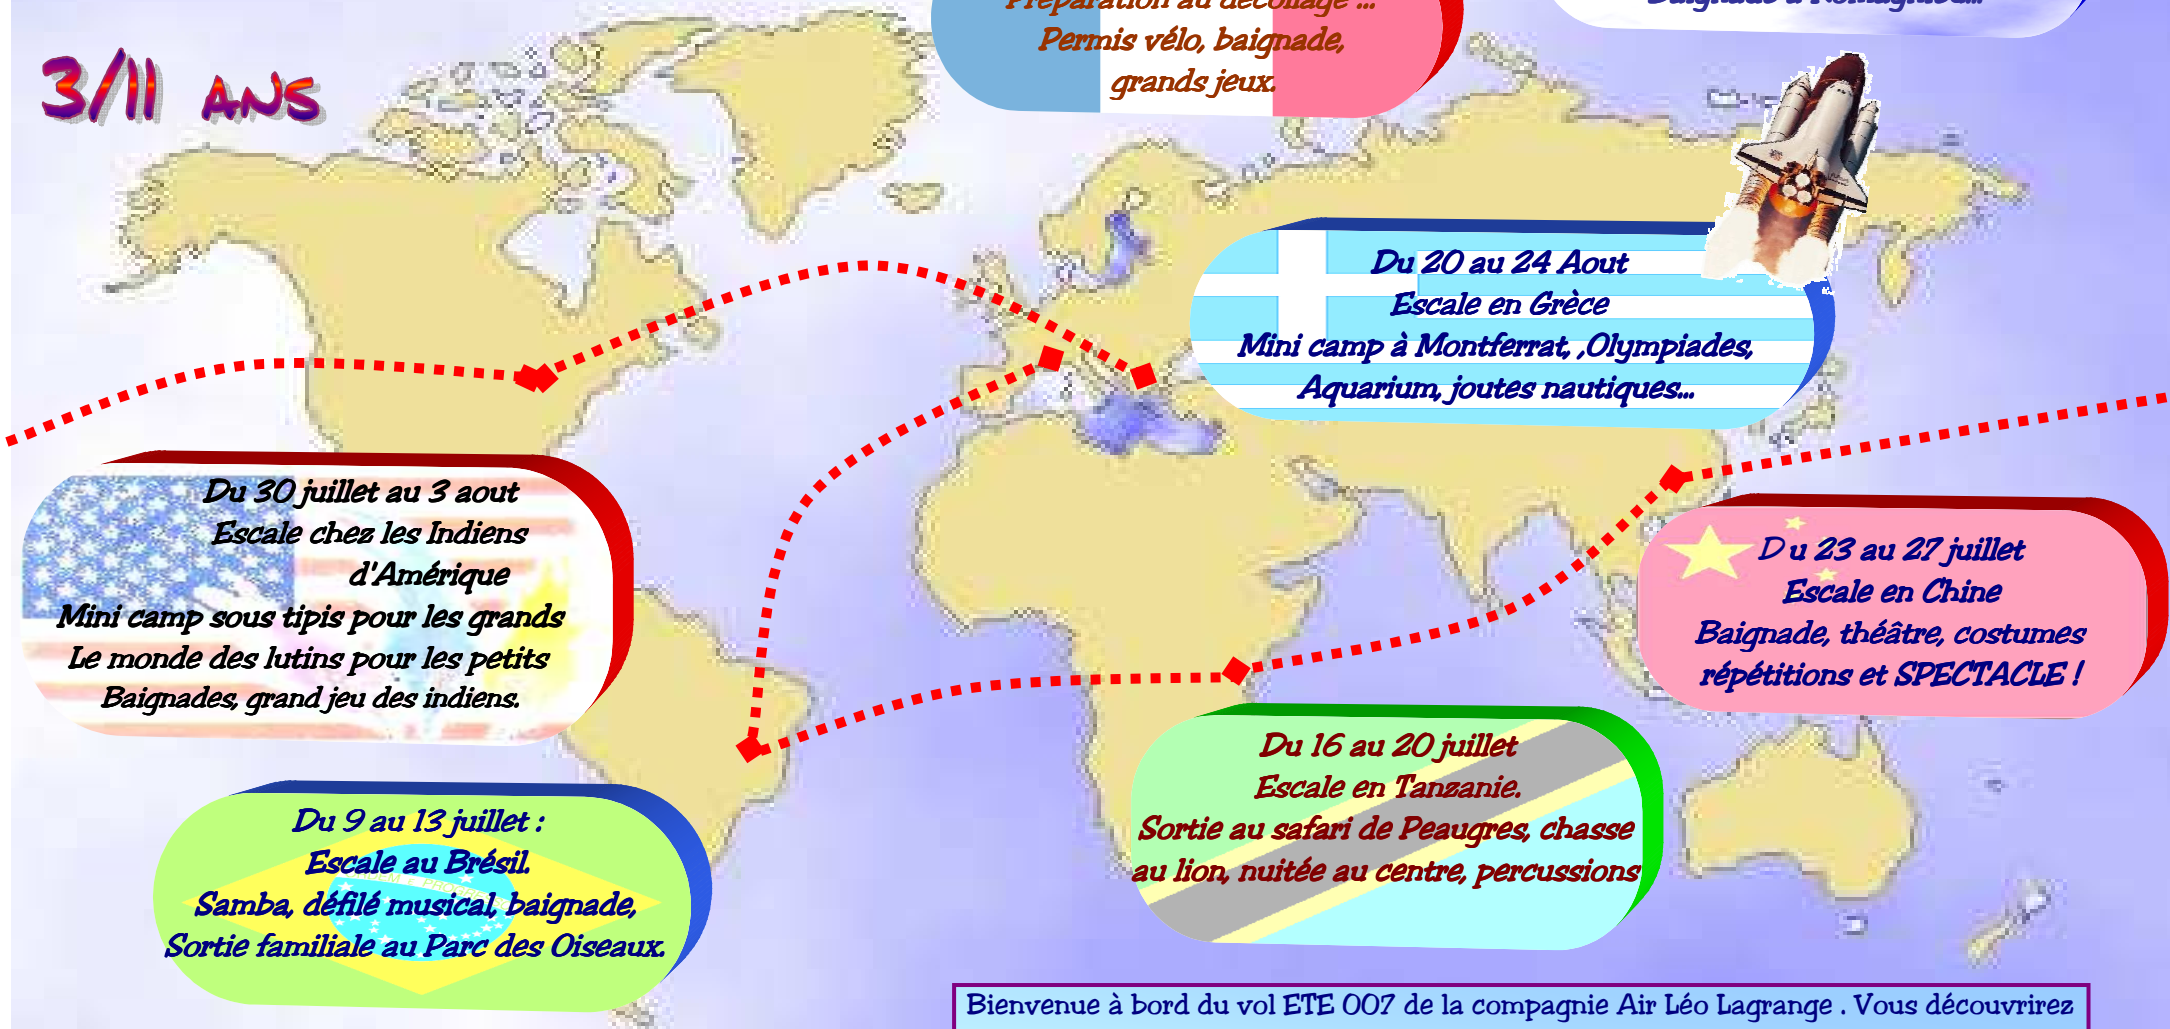 Préparation au décollage ...
Permis vélo, baignade,
grands jeux.
3/11 ANS
Du 20 au 24 Aout
Escale en Grèce
Mini camp à Montferrat, ,Olympiades,
Aquarium, joutes nautiques...
Du 30 juillet au 3 aout
Escale chez les Indiens
d'Amérique
Mini camp sous tipis pour les grands
Le monde des lutins pour les petits
Baignades, grand jeu des indiens.
D u 23 au 27 juillet
Escale en Chine
Baignade, théâtre, costumes
répétitions et SPECTACLE !
Du 16 au 20 juillet
Escale en Tanzanie.
Sortie au safari de Peaugres, chasse
au lion, nuitée au centre, percussions
Du 9 au 13 juillet :
Escale au Brésil.
Samba, défilé musical, baignade,
Sortie familiale au Parc des Oiseaux.
Bienvenue à bord du vol ETE 007 de la compagnie Air Léo Lagrange . Vous découvrirez